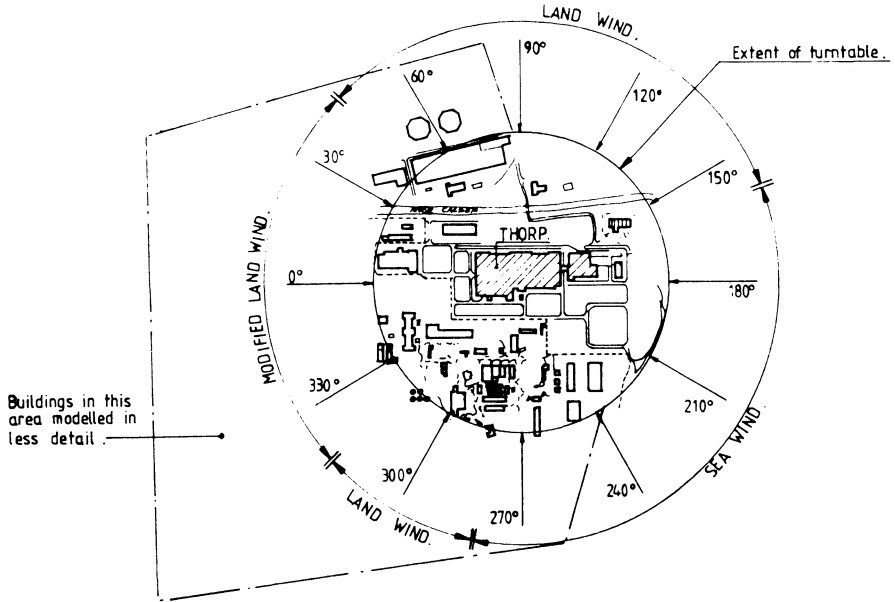 LAND WIND.
Extent of turntable.
90°
60°
120°
30°
150°
THORP.
0°
180°
MODIFIED LAND WIND.
330°
210°
Buildings in this
area modelled in
less detail.
SEA WIND.
300°
240°
270°
LAND WIND.